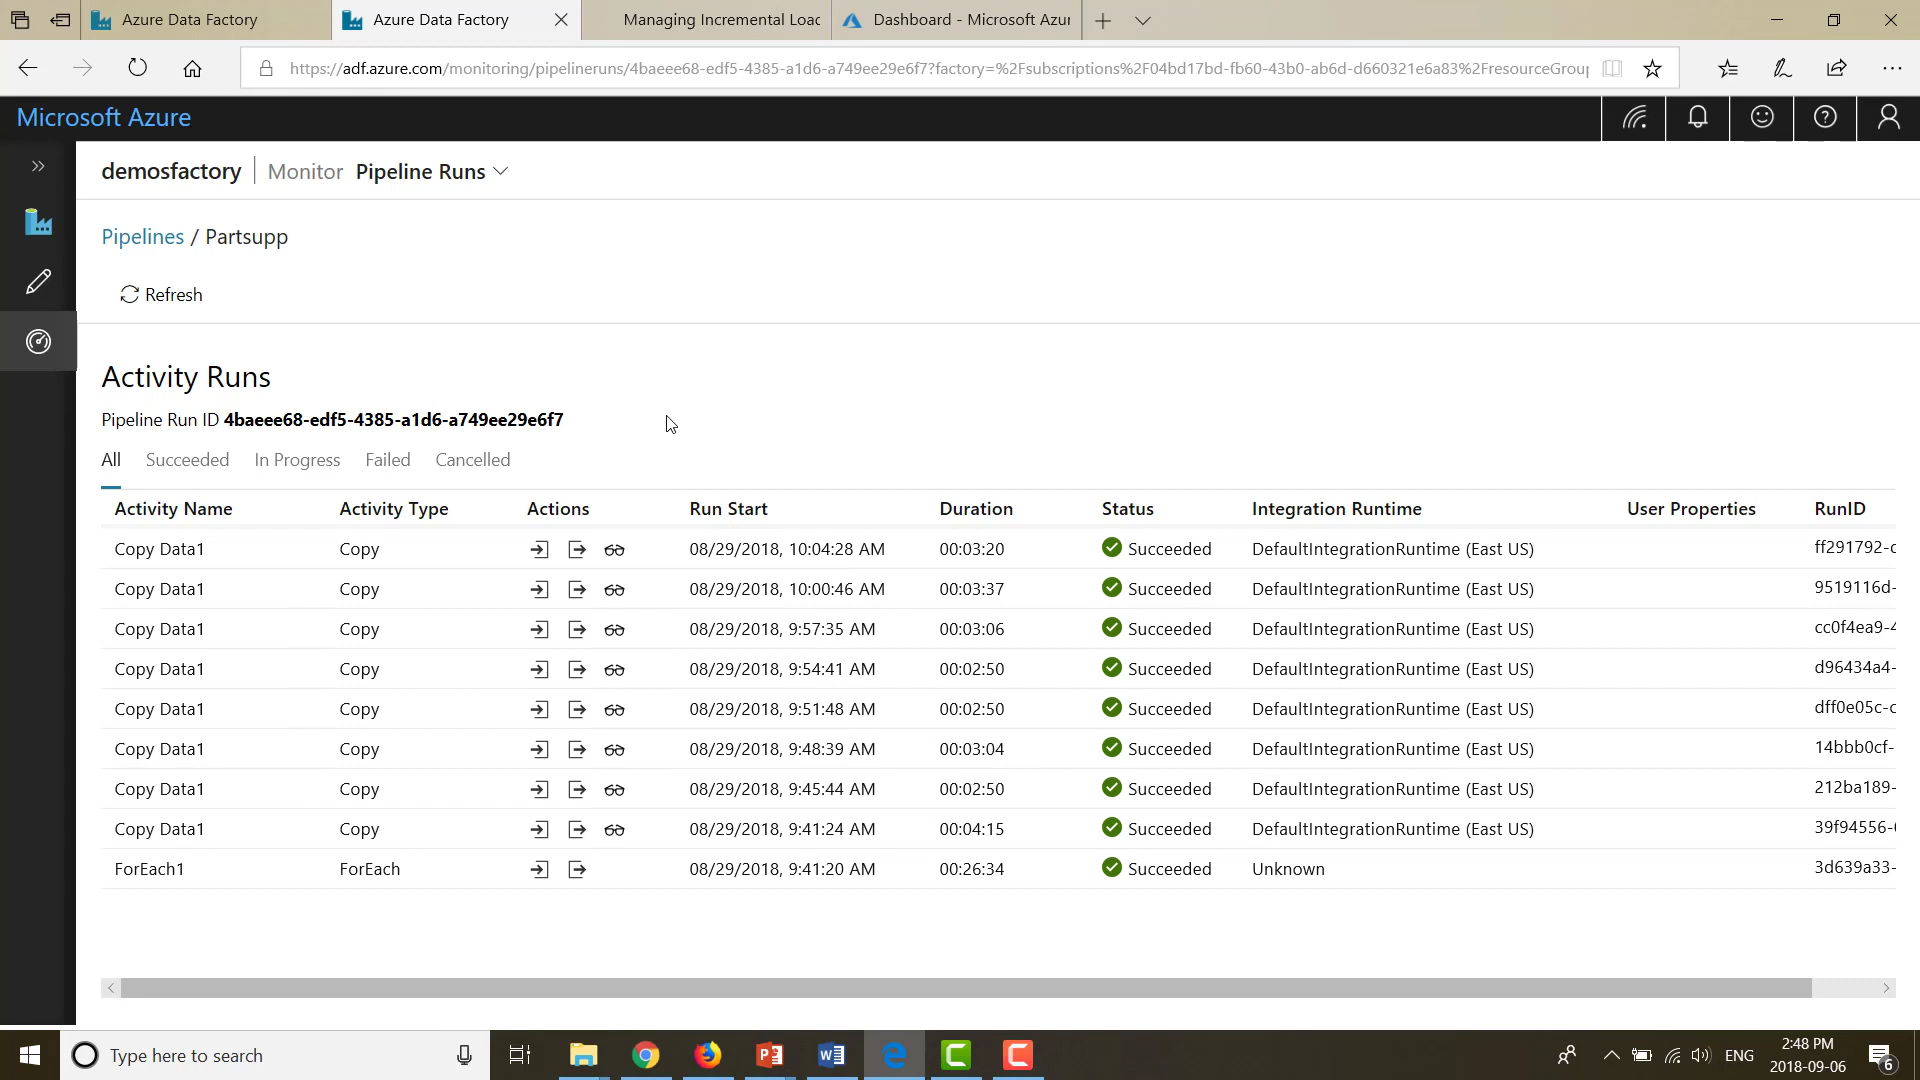 Azure Data Factory
Azure Data Factory
Managing Incremental Load
Dashboard - Microsoft Azur
https://adf.azure.com/monitoring/pipelineruns/4baeee68-edf5-4385-a1d6-a749ee29e6f7?factory=%2Fsubscriptions%2F04bd17bd-fb60-43b0-ab6d-d660321e6a83%2FresourceGroup
Microsoft Azure
demosfactory
Monitor
Pipeline Runs
Pipelines / Partsupp
Refresh
Activity Runs
Pipeline Run ID 4baeee68-edf5-4385-a1d6-a749ee29e6f7
All Succeeded In Progress Failed Cancelled
Activity Name Activity Type Actions Run Start Duration Status Integration Runtime User Properties RunID
Copy Data1 Copy 08/29/2018, 10:04:28 AM 00:03:20 Succeeded DefaultIntegrationRuntime (East US) ff291792-c
Copy Data1 Copy 08/29/2018, 10:00:46 AM 00:03:37 Succeeded DefaultIntegrationRuntime (East US) 9519116d-
Copy Data1 Copy 08/29/2018, 9:57:35 AM 00:03:06 Succeeded DefaultIntegrationRuntime (East US) cc0f4ea9-4
Copy Data1 Copy 08/29/2018, 9:54:41 AM 00:02:50 Succeeded DefaultIntegrationRuntime (East US) d96434a4-
Copy Data1 Copy 08/29/2018, 9:51:48 AM 00:02:50 Succeeded DefaultIntegrationRuntime (East US) dff0e05c-c
Copy Data1 Copy 08/29/2018, 9:48:39 AM 00:03:04 Succeeded DefaultIntegrationRuntime (East US) 14bbb0cf-
Copy Data1 Copy 08/29/2018, 9:45:44 AM 00:02:50 Succeeded DefaultIntegrationRuntime (East US) 212ba189-
Copy Data1 Copy 08/29/2018, 9:41:24 AM 00:04:15 Succeeded DefaultIntegrationRuntime (East US) 39f94556-
ForEach1 ForEach 08/29/2018, 9:41:20 AM 00:26:34 Succeeded Unknown 3d639a33-
Type here to search
ENG
2:48 PM
2018-09-06
6